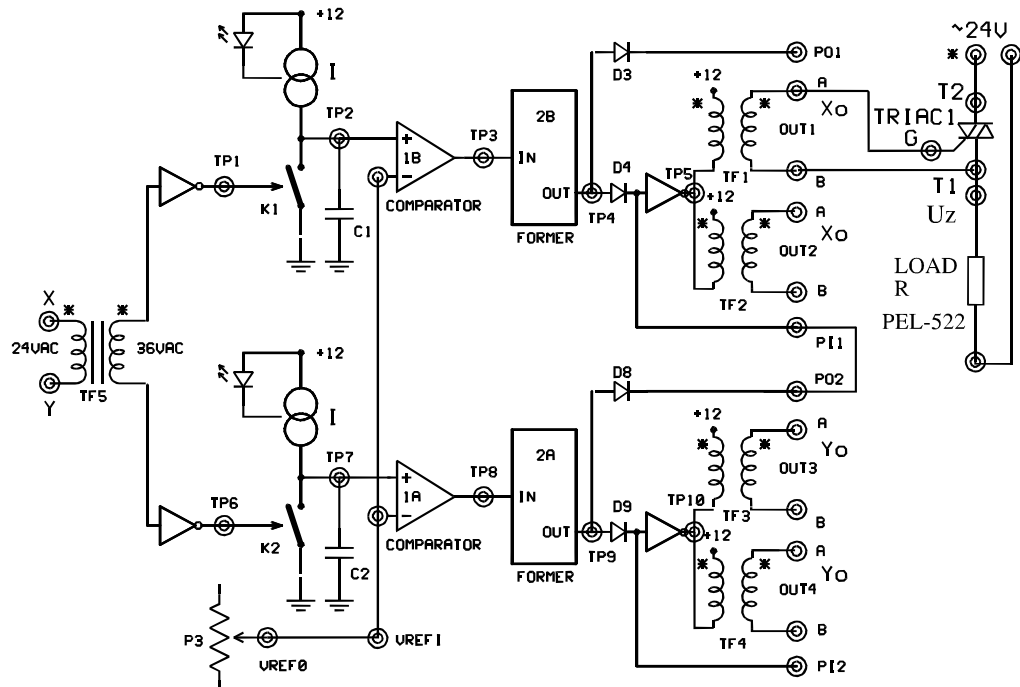 +12
I
TP2
TP1
K1
C1
+
1B
−
COMPARATOR
TP3
2B
IN
OUT
FORMER
TP4
D3
D4
TP5
+12
*
*
TF1
+12
*
*
TF2
PO1
A
Xo
OUT1
B
A
Xo
OUT2
B
PI1
~24V
*
T2
TRIAC1
G
T1
Uz
LOAD
R
PEL-522
X
*
*
24VAC
36VAC
Y
TF5
+12
I
TP7
TP6
K2
C2
+
1A
−
COMPARATOR
TP8
2A
IN
OUT
FORMER
TP9
D8
D9
TP10
+12
*
*
TF3
+12
*
*
TF4
PO2
A
Yo
OUT3
B
A
Yo
OUT4
B
PI2
P3
VREF0
VREF1